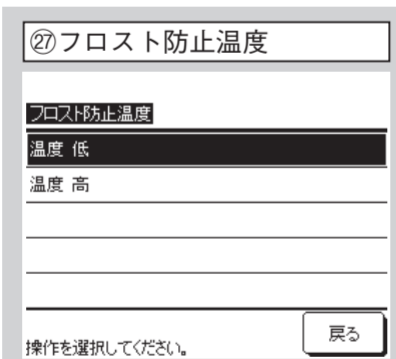 ㉗フロスト防止温度
フロスト防止温度
温度 低
温度 高
操作を選択してください。
戻る